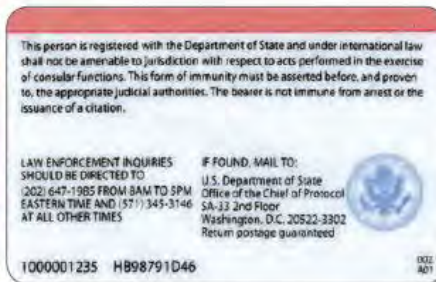 This person is registered with the Department of State and under international law
shall not be amenable to jurisdiction with respect to acts performed in the exercise
of consular functions. This form of immunity must be asserted before, and proven
to, the appropriate judicial authorities. The bearer is not immune from arrest or the
issuance of a citation.
LAW ENFORCEMENT INQUIRIES
SHOULD BE DIRECTED TO
(202) 647-1985 FROM 8AM TO 5PM
EASTERN TIME AND (571) 345-3146
AT ALL OTHER TIMES
IF FOUND, MAIL TO:
U.S. Department of State
Office of the Chief of Protocol
SA-33 2nd Floor
Washington, D.C. 20522-3302
Return postage guaranteed
1000001235 HB98791D46
002
A01